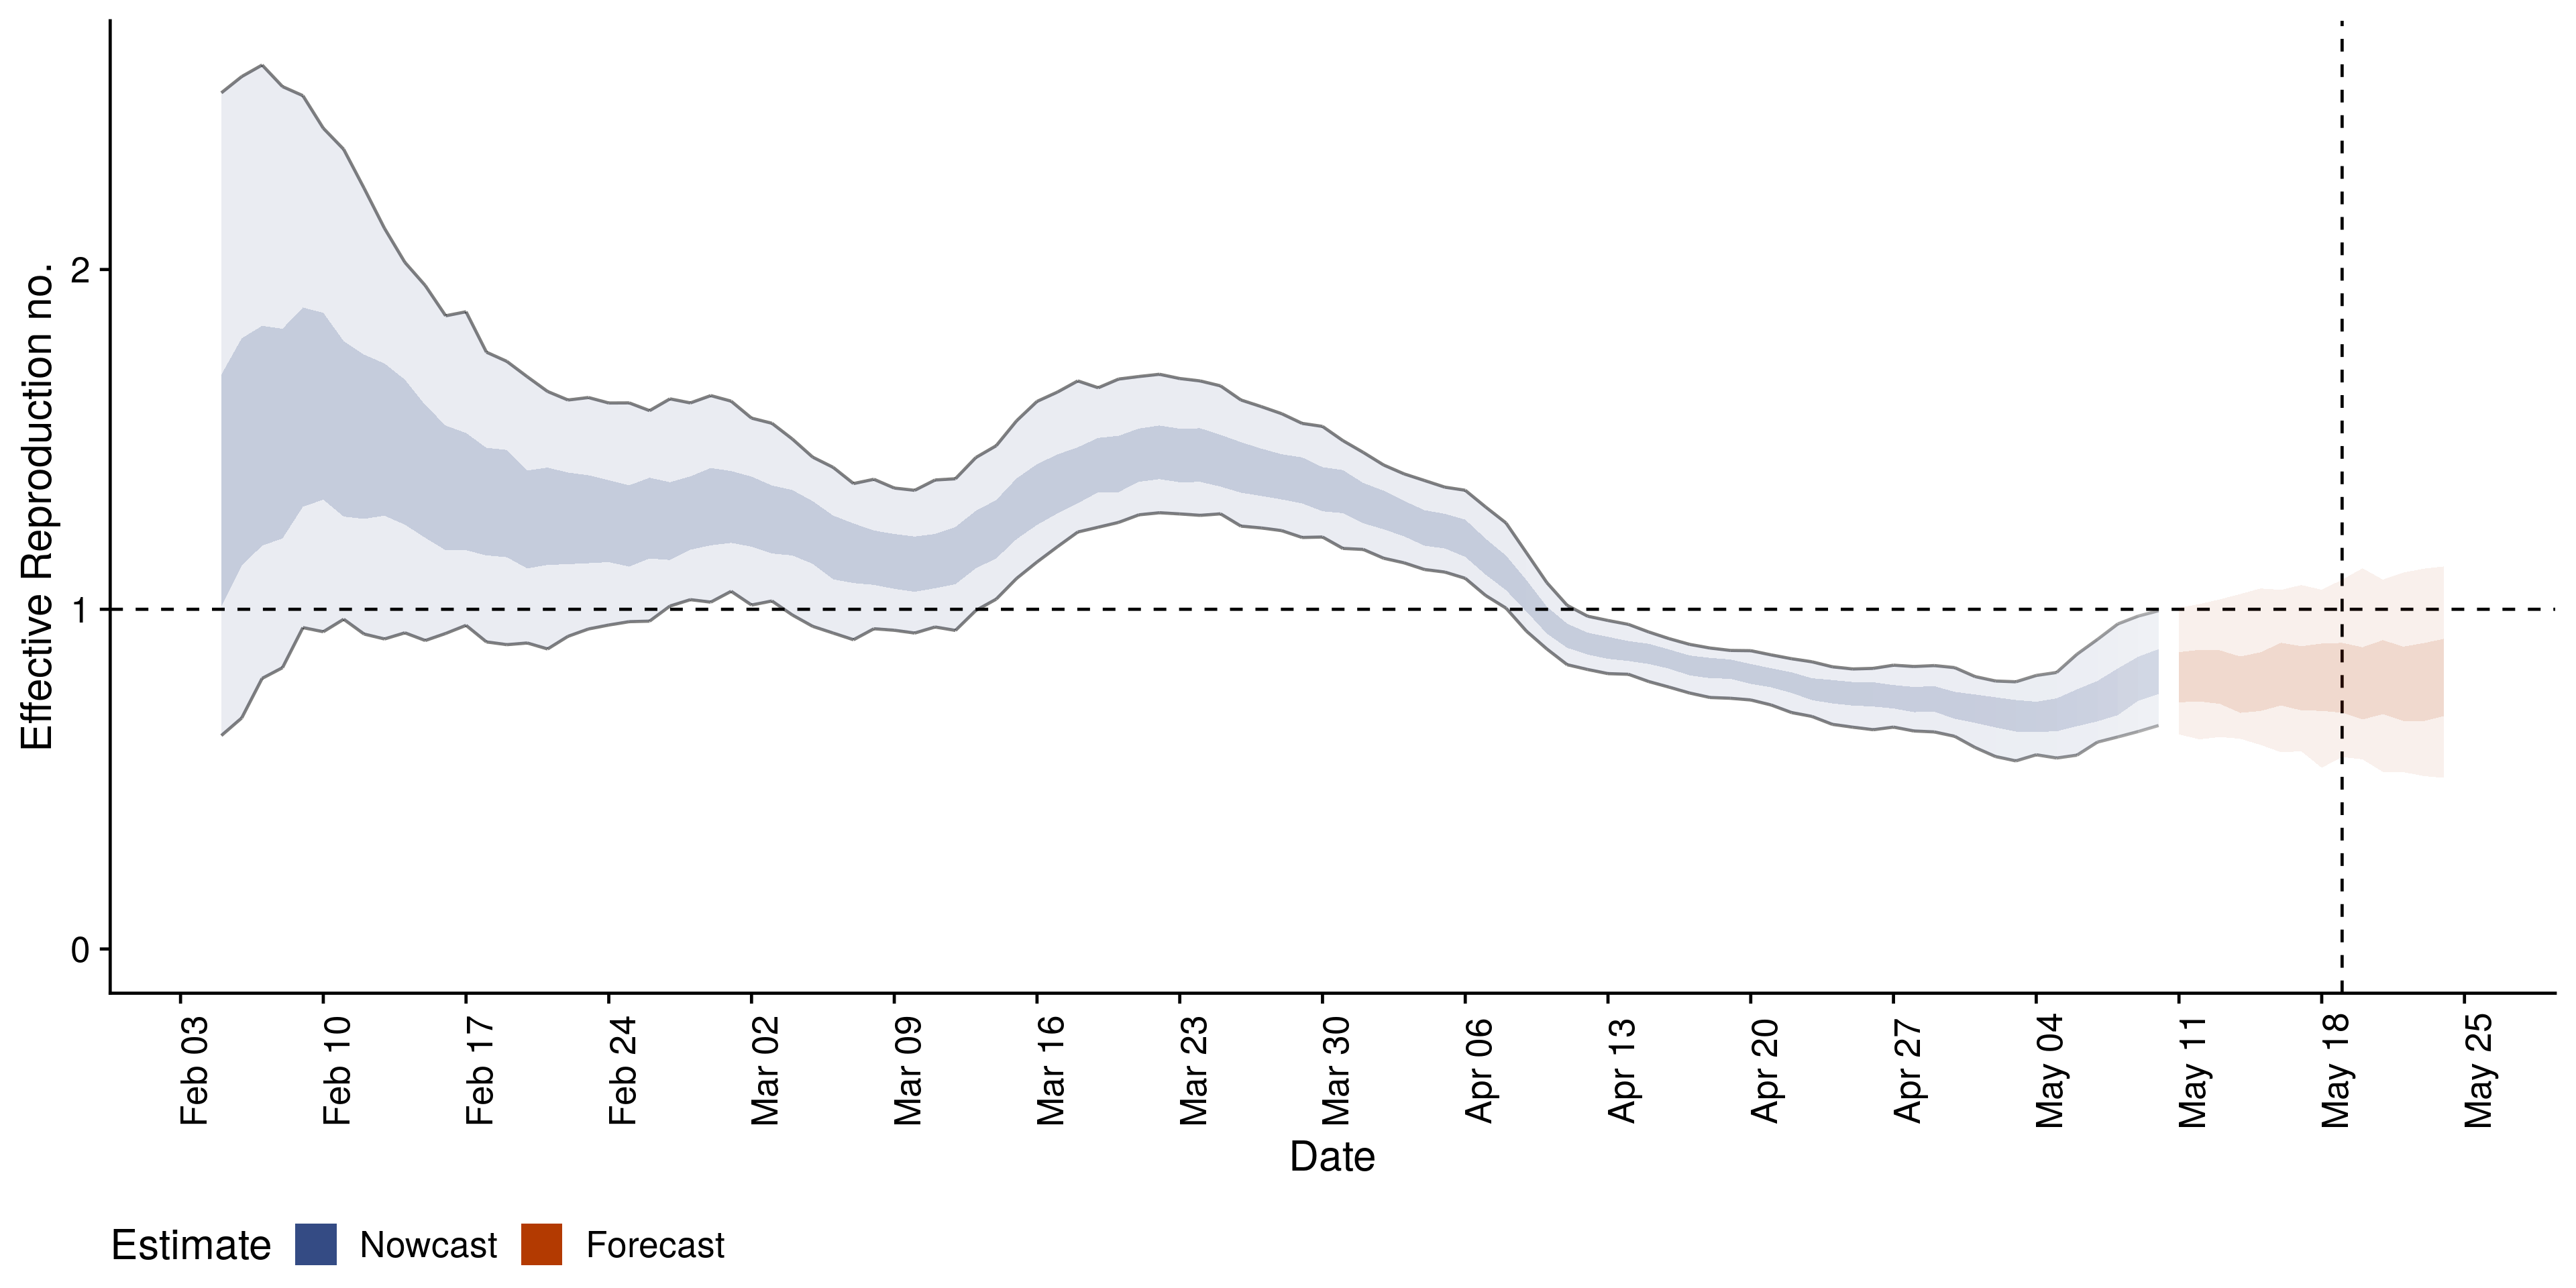 Effective Reproduction no.
2
1
0
Feb 03
Feb 10
Feb 17
Feb 24
Mar 02
Mar 09
Mar 16
Mar 23
Mar 30
Apr 06
Apr 13
Apr 20
Apr 27
May 04
May 11
May 18
May 25
Date
Estimate Nowcast Forecast